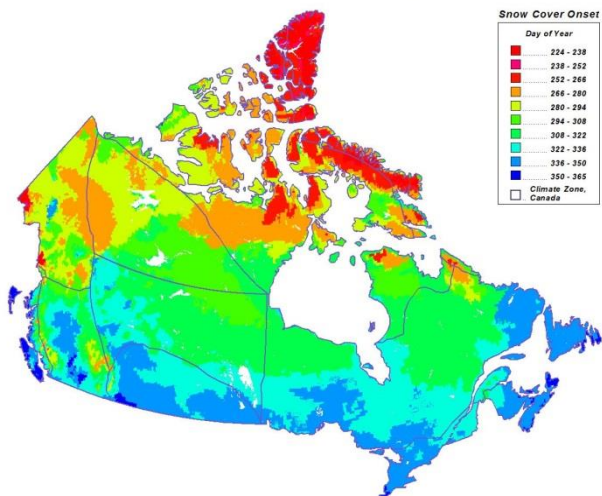 Snow Cover Onset
Day of Year
........ 224 - 238
........ 238 - 252
........ 252 - 266
........ 266 - 280
........ 280 - 294
........ 294 - 308
........ 308 - 322
........ 322 - 336
........ 336 - 350
........ 350 - 365
Climate Zone,
Canada